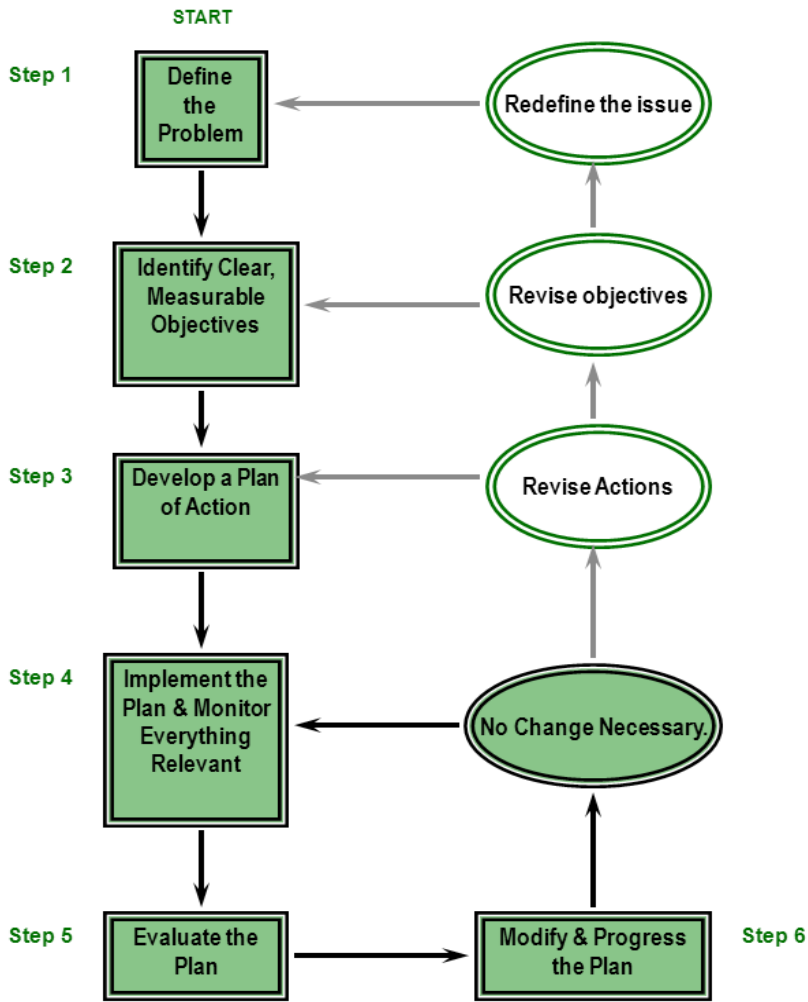 START
Step 1
Define
the
Problem
Redefine the issue
Step 2
Identify Clear,
Measurable
Objectives
Revise objectives
Step 3
Develop a Plan
of Action
Revise Actions
Step 4
Implement the
Plan & Monitor
Everything
Relevant
No Change Necessary.
Step 5
Evaluate the
Plan
Modify & Progress
the Plan
Step 6